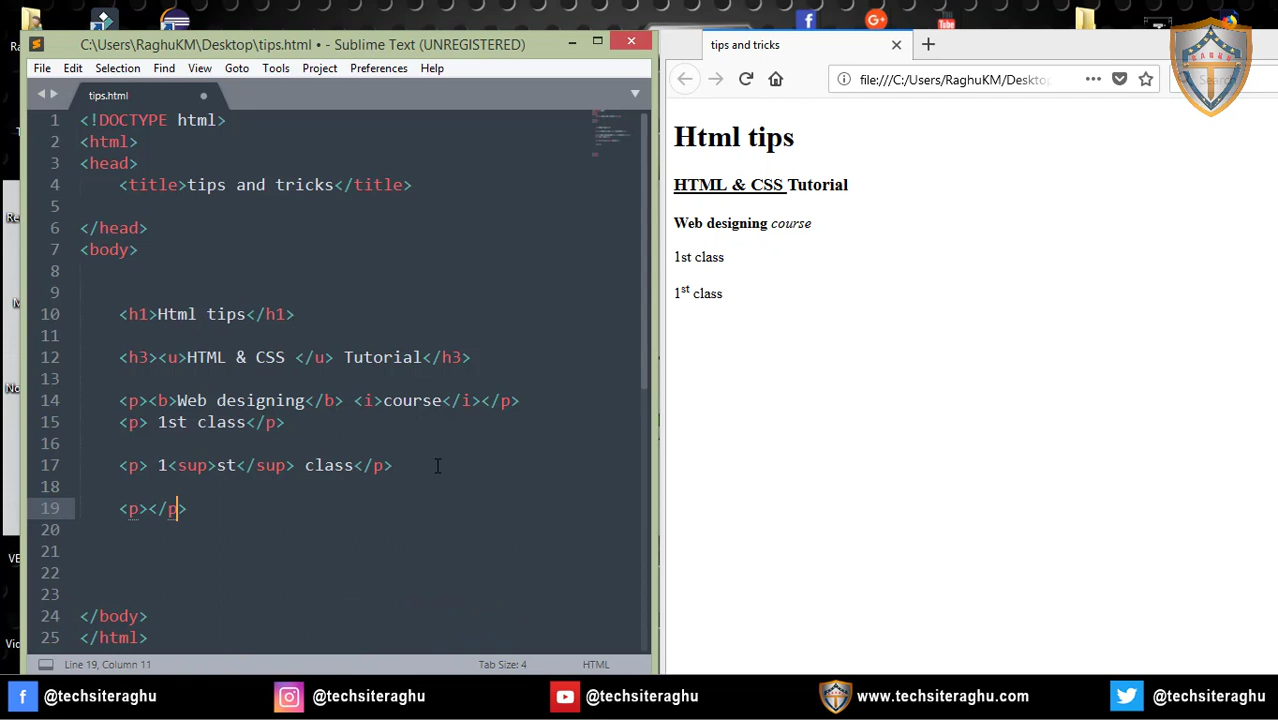 C:\Users\RaghuKM\Desktop\tips.html • - Sublime Text (UNREGISTERED)
File Edit Selection Find View Goto Tools Project Preferences Help
tips.html
1 <!DOCTYPE html>
2 <html>
3 <head>
4 <title>tips and tricks</title>
5
6 </head>
7 <body>
8
9
10 <h1>Html tips</h1>
11
12 <h3><u>HTML & CSS </u> Tutorial</h3>
13
14 <p><b>Web designing</b> <i>course</i></p>
15 <p> 1st class</p>
16
17 <p> 1<sup>st</sup> class</p>
18
19 <p></p>
20
21
22
23
24 </body>
25 </html>
Line 19, Column 11 Tab Size: 4 HTML
tips and tricks
file:///C:/Users/RaghuKM/Deskto
Search
RAGHU
Html tips
HTML & CSS Tutorial
Web designing course
1st class
1st class
@techsiteraghu @techsiteraghu @techsiteraghu www.techsiteraghu.com @techsiteraghu